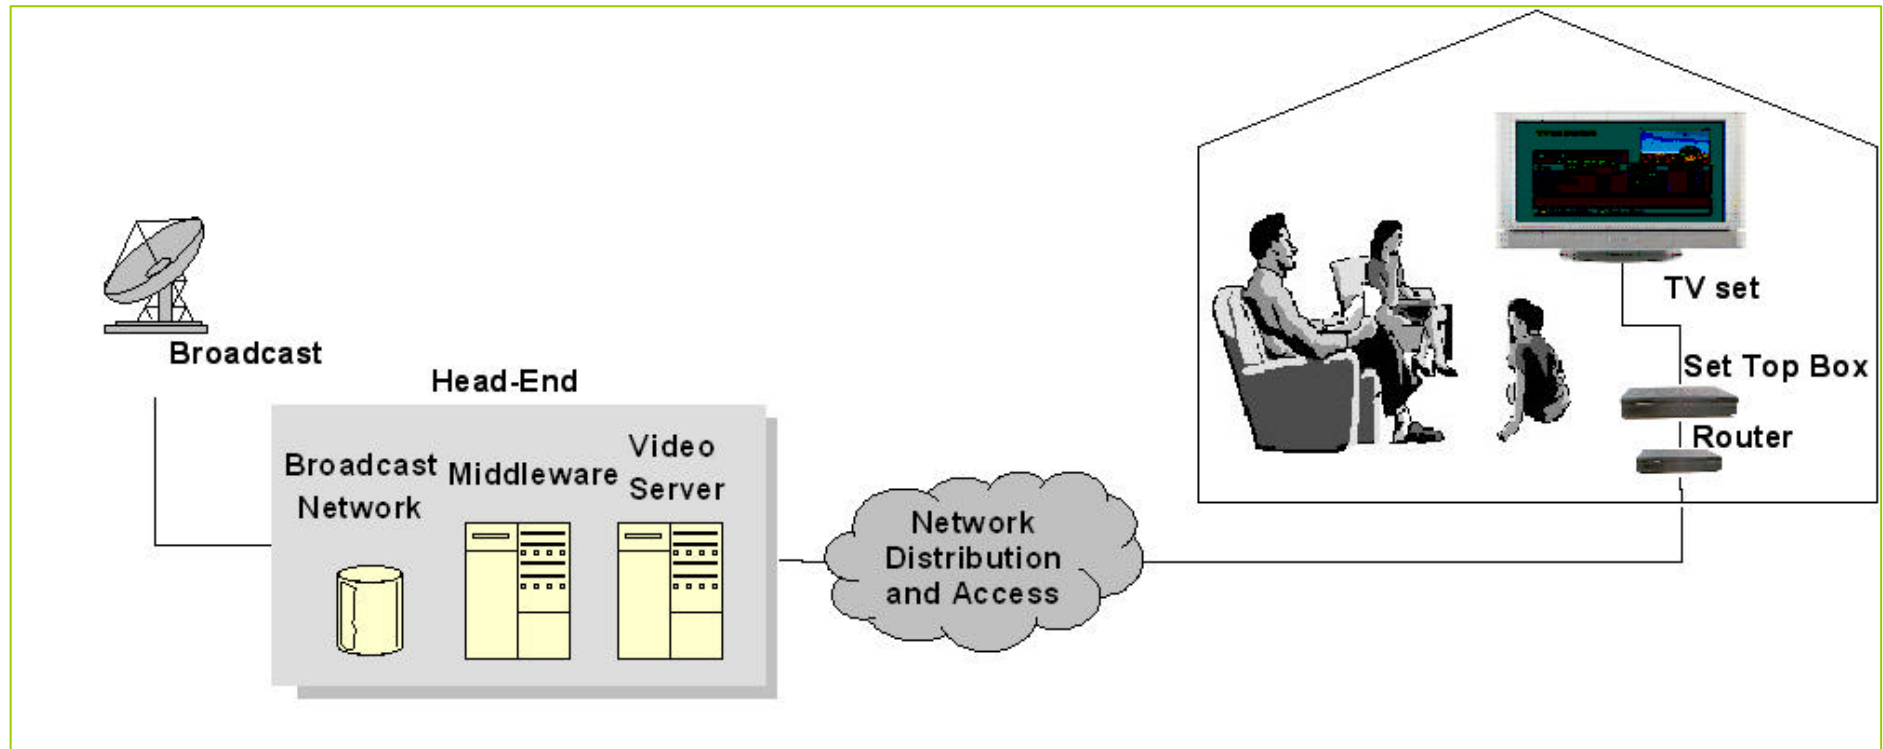 Broadcast
Head-End
Broadcast
Network
Middleware
Video
Server
Network
Distribution
and Access
TV set
Set Top Box
Router